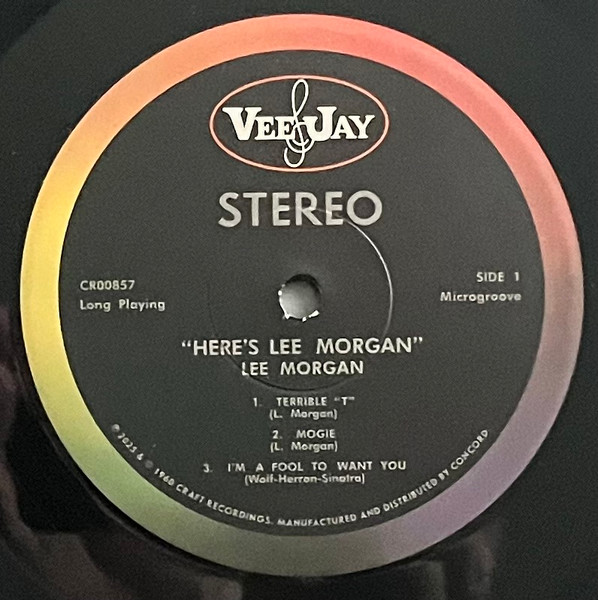 VEE JAY
STEREO
CR00857
Long Playing
SIDE 1
Microgroove
"HERE'S LEE MORGAN"
LEE MORGAN
1. TERRIBLE "T"
(L. Morgan)
2. MOGIE
(L. Morgan)
3. I'M A FOOL TO WANT YOU
(Wolf-Herron-Sinatra)
℗ 2025 & © 1960 CRAFT RECORDINGS. MANUFACTURED AND DISTRIBUTED BY CONCORD